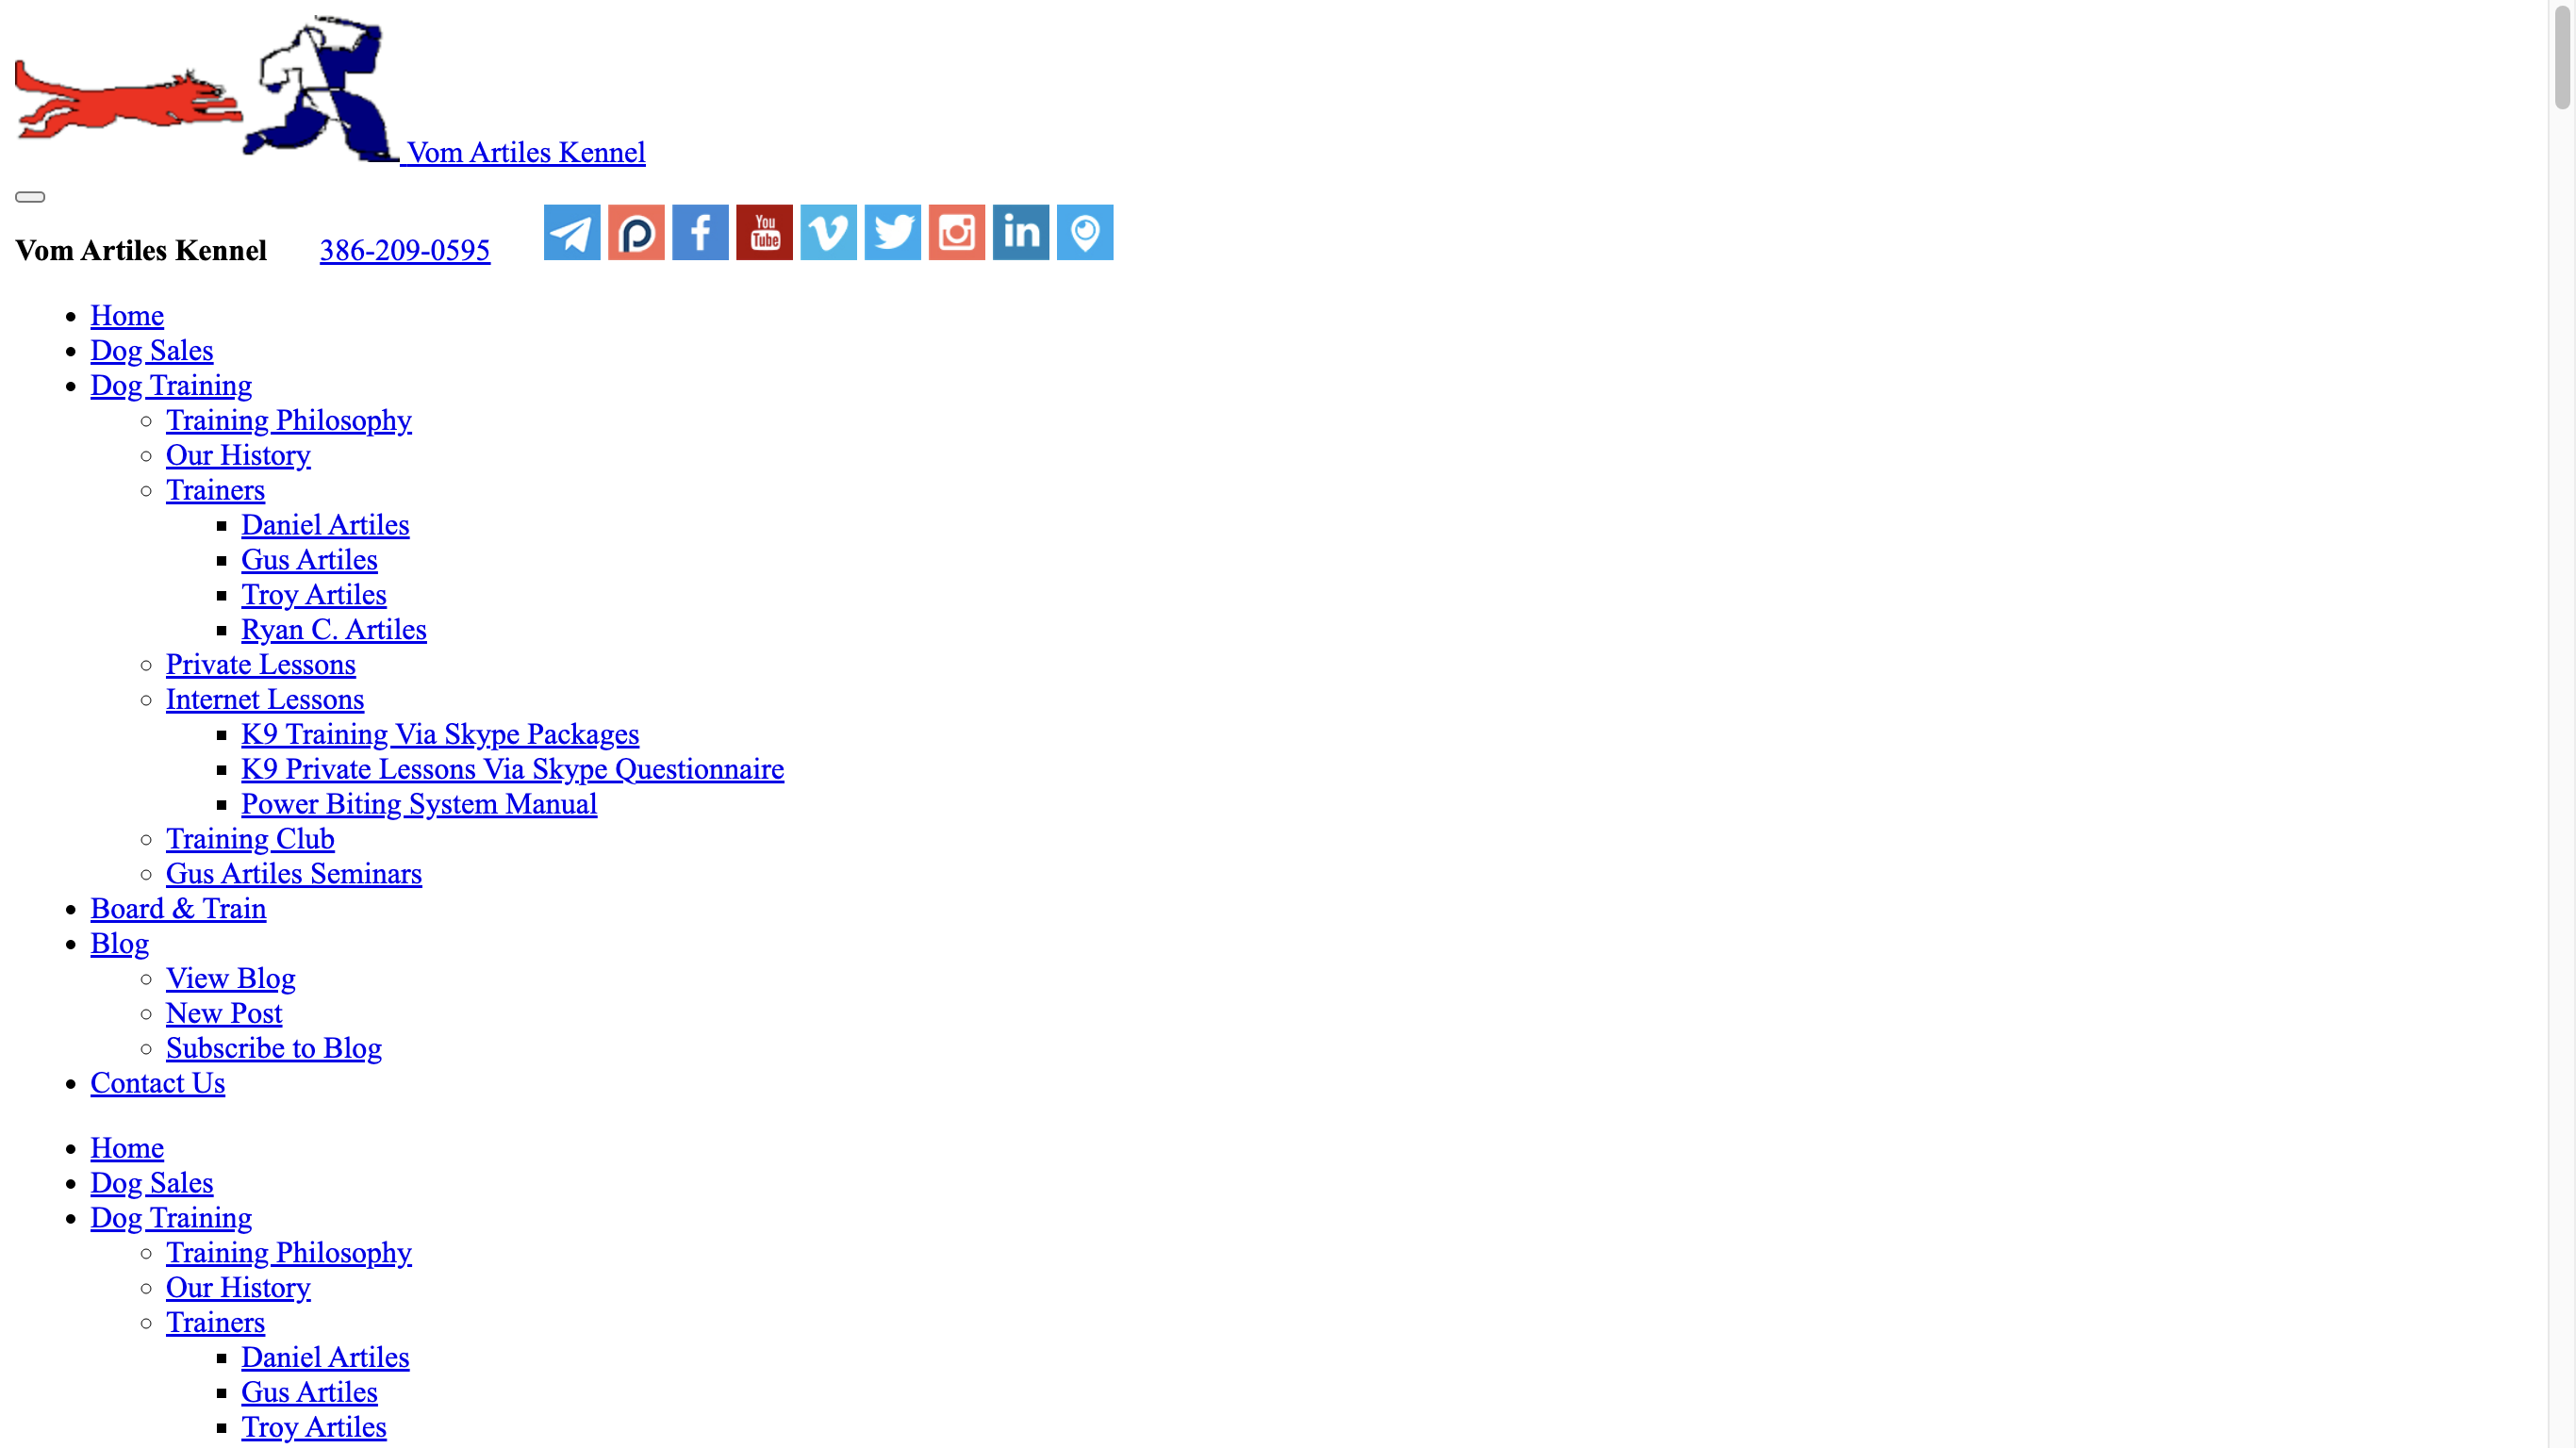 Vom Artiles Kennel
Vom Artiles Kennel 386-209-0595 You Tube in
Home
Dog Sales
Dog Training
Training Philosophy
Our History
Trainers
Daniel Artiles
Gus Artiles
Troy Artiles
Ryan C. Artiles
Private Lessons
Internet Lessons
K9 Training Via Skype Packages
K9 Private Lessons Via Skype Questionnaire
Power Biting System Manual
Training Club
Gus Artiles Seminars
Board & Train
Blog
View Blog
New Post
Subscribe to Blog
Contact Us
Home
Dog Sales
Dog Training
Training Philosophy
Our History
Trainers
Daniel Artiles
Gus Artiles
Troy Artiles